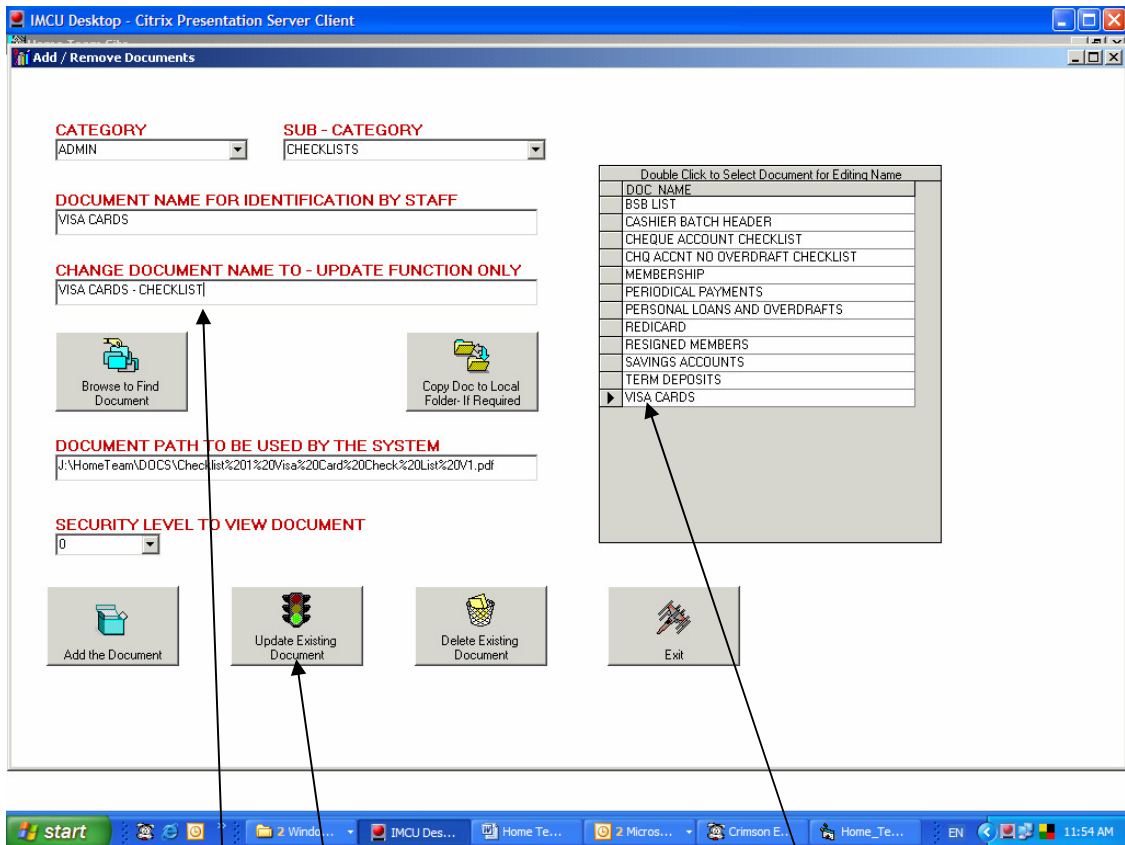 IMCU Desktop - Citrix Presentation Server Client
Add / Remove Documents
CATEGORY
SUB - CATEGORY
ADMIN
CHECKLISTS
DOCUMENT NAME FOR IDENTIFICATION BY STAFF
VISA CARDS
CHANGE DOCUMENT NAME TO - UPDATE FUNCTION ONLY
VISA CARDS - CHECKLIST
Browse to Find
Document
Copy Doc to Local
Folder- If Required
DOCUMENT PATH TO BE USED BY THE SYSTEM
J:\HomeTeam\DOCS\Checklist%201%20Visa%20Card%20Check%20List%20V1.pdf
SECURITY LEVEL TO VIEW DOCUMENT
0
Double Click to Select Document for Editing Name
DOC_NAME
BSB LIST
CASHIER BATCH HEADER
CHEQUE ACCOUNT CHECKLIST
CHQ ACCNT NO OVERDRAFT CHECKLIST
MEMBERSHIP
PERIODICAL PAYMENTS
PERSONAL LOANS AND OVERDRAFTS
REDICARD
RESIGNED MEMBERS
SAVINGS ACCOUNTS
TERM DEPOSITS
VISA CARDS
Add the Document
Update Existing
Document
Delete Existing
Document
Exit
start
2 Windo...
IMCU Des...
Home Te...
2 Micros...
Crimson E...
Home_Te...
EN
11:54 AM